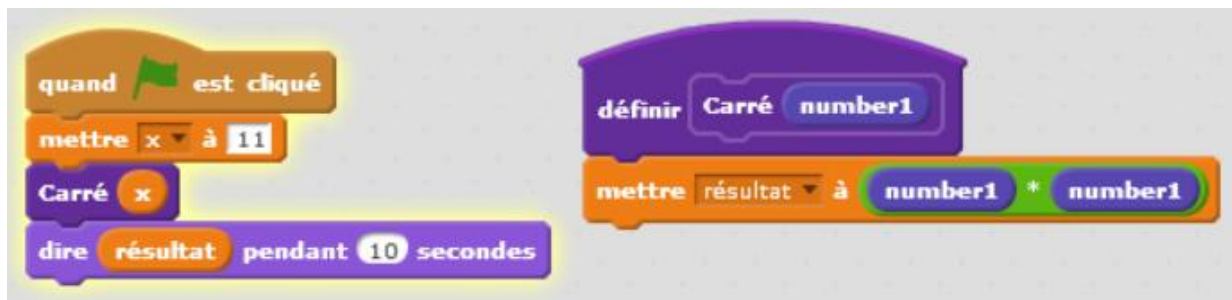 quand est cliqué
mettre x à 11
Carré x
dire résultat pendant 10 secondes
définir Carré number1
mettre résultat à number1 * number1